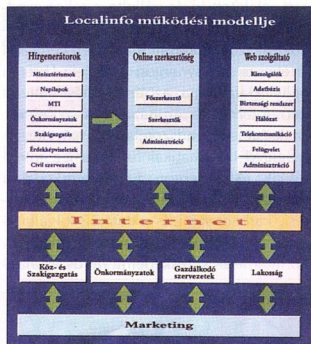 Localinfo működési modellje
Hírgenerátorok
Minisztériumok
Napilapok
MTI
Önkormányzatok
Szakigazgatás
Érdekképviseletek
Civil szervezetek
Online szerkesztőség
Főszerkesztő
Szerkesztők
Adminisztráció
Web szolgáltató
Kiszolgálók
Adatbázis
Biztonsági rendszer
Hálózat
Telekommunikáció
Felügyelet
Adminisztráció
Internet
Köz- és
Szakigazgatás
Önkormányzatok
Gazdálkodó
szervezetek
Lakosság
Marketing